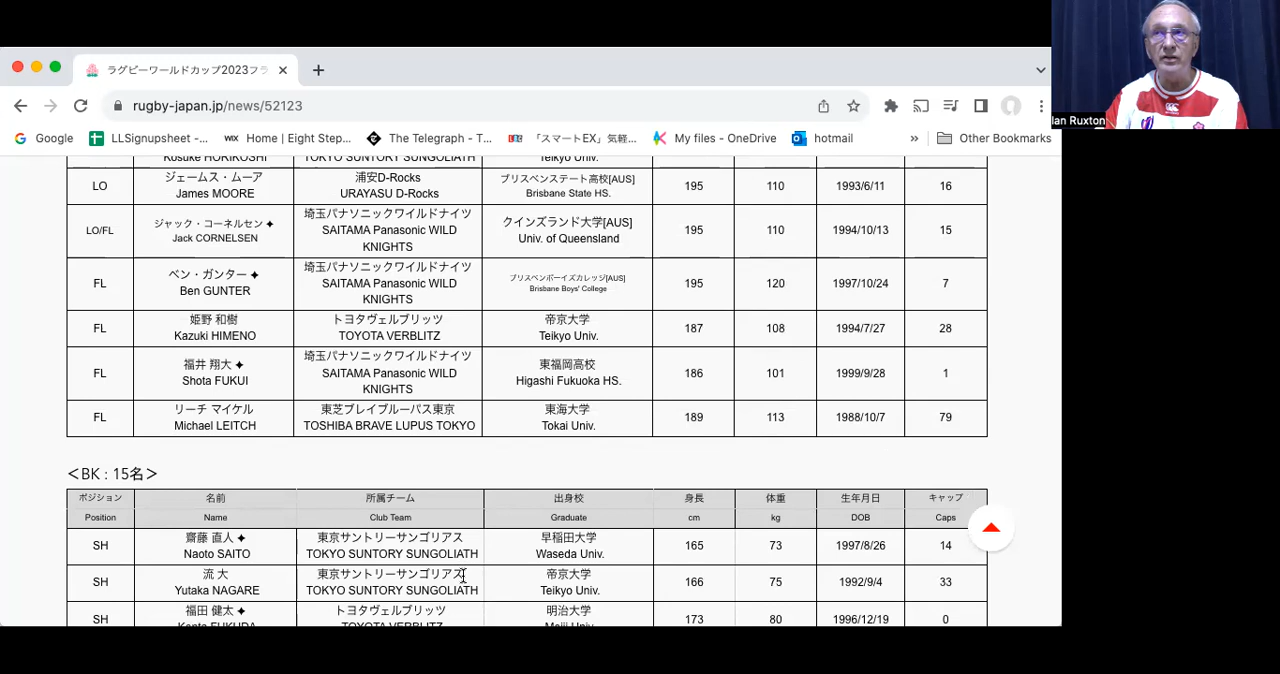 ラグビーワールドカップ2023フラ
rugby-japan.jp/news/52123
Google LLSignupsheet -... WIX Home | Eight Step... The Telegraph - T... 「スマートEX」気軽... My files - OneDrive hotmail » Other Bookmarks
Ian Ruxton
Kosuke HORIKOSHI TOKYO SUNTORY SUNGOLIATH Teikyo Univ.
LO ジェームス・ムーア 浦安D-Rocks ブリスベンステート高校[AUS] 195 110 1993/6/11 16
James MOORE URAYASU D-Rocks Brisbane State HS.
LO/FL ジャック・コーネルセン ✦ 埼玉パナソニックワイルドナイツ クインズランド大学[AUS] 195 110 1994/10/13 15
Jack CORNELSEN SAITAMA Panasonic WILD Univ. of Queensland
KNIGHTS
FL ベン・ガンター ✦ 埼玉パナソニックワイルドナイツ ブリスベンボーイズカレッジ[AUS] 195 120 1997/10/24 7
Ben GUNTER SAITAMA Panasonic WILD Brisbane Boys' College
KNIGHTS
FL 姫野 和樹 トヨタヴェルブリッツ 帝京大学 187 108 1994/7/27 28
Kazuki HIMENO TOYOTA VERBLITZ Teikyo Univ.
FL 福井 翔大 ✦ 埼玉パナソニックワイルドナイツ 東福岡高校 186 101 1999/9/28 1
Shota FUKUI SAITAMA Panasonic WILD Higashi Fukuoka HS.
KNIGHTS
FL リーチ マイケル 東芝ブレイブルーパス東京 東海大学 189 113 1988/10/7 79
Michael LEITCH TOSHIBA BRAVE LUPUS TOKYO Tokai Univ.
＜BK : 15名＞
ポジション 名前 所属チーム 出身校 身長 体重 生年月日 キャップ
Position Name Club Team Graduate cm kg DOB Caps
SH 齋藤 直人 ✦ 東京サントリーサンゴリアス 早稲田大学 165 73 1997/8/26 14
Naoto SAITO TOKYO SUNTORY SUNGOLIATH Waseda Univ.
SH 流 大 東京サントリーサンゴリアス 帝京大学 166 75 1992/9/4 33
Yutaka NAGARE TOKYO SUNTORY SUNGOLIATH Teikyo Univ.
SH 福田 健太 ✦ トヨタヴェルブリッツ 明治大学 173 80 1996/12/19 0
Kenta FUKUDA TOYOTA VERBLITZ Meiji Univ.